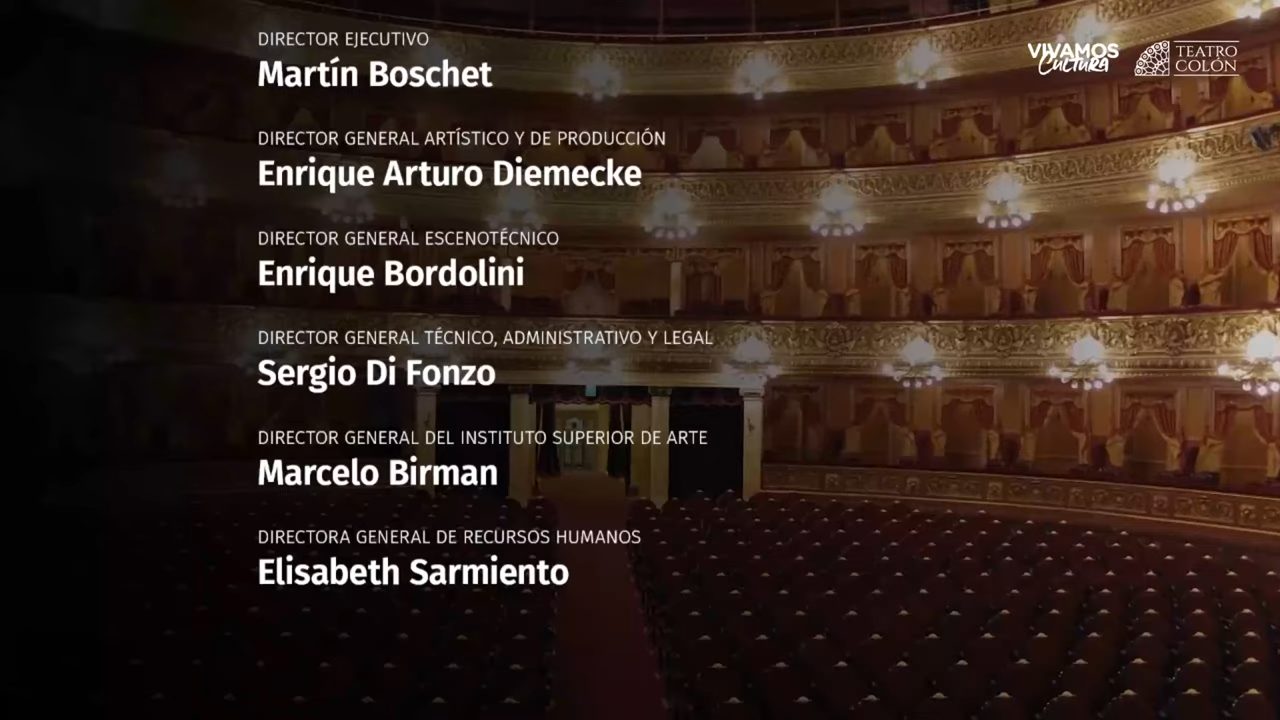 DIRECTOR EJECUTIVO
Martín Boschet
VIVAMOS
CULTURA
TEATRO
COLÓN
DIRECTOR GENERAL ARTÍSTICO Y DE PRODUCCIÓN
Enrique Arturo Diemecke
DIRECTOR GENERAL ESCENOTÉCNICO
Enrique Bordolini
DIRECTOR GENERAL TÉCNICO, ADMINISTRATIVO Y LEGAL
Sergio Di Fonzo
DIRECTOR GENERAL DEL INSTITUTO SUPERIOR DE ARTE
Marcelo Birman
DIRECTORA GENERAL DE RECURSOS HUMANOS
Elisabeth Sarmiento